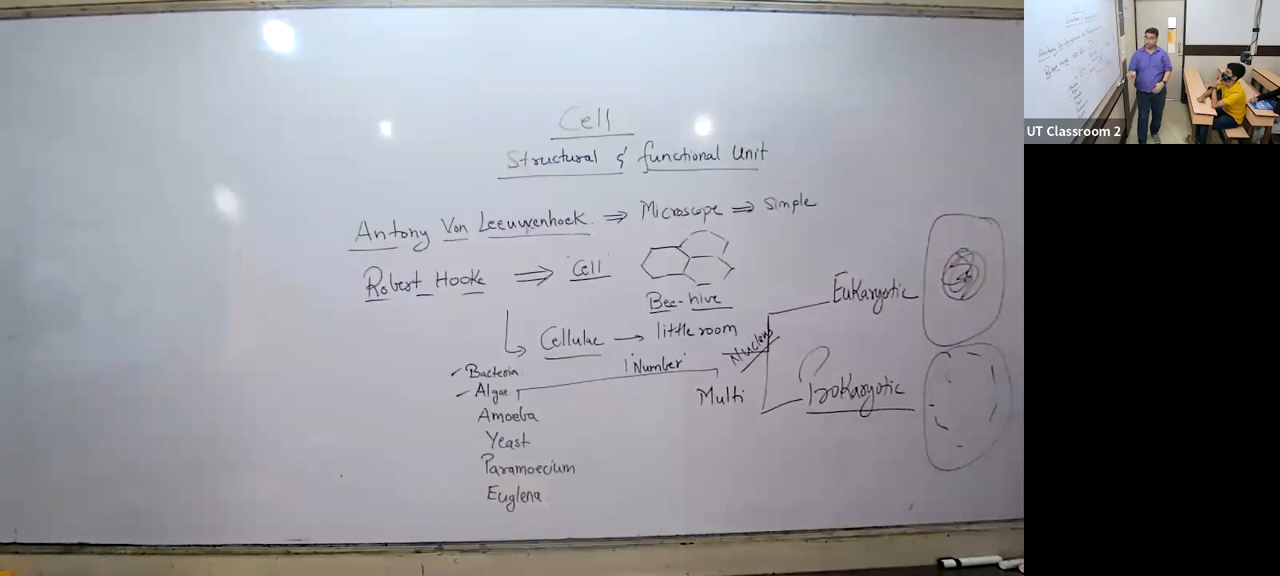 Cell
Structural & functional Unit
Antony Von Leeuwenhoek ⇒ Microscope ⇒ Simple
Robert Hooke ⇒ 'Cell'
Bee-hive
Cellulae → little room
Nucleus
Number
Eukaryotic
Prokaryotic
Multi
Bacteria
Algae
Amoeba
Yeast
Paramoecium
Euglena
UT Classroom 2